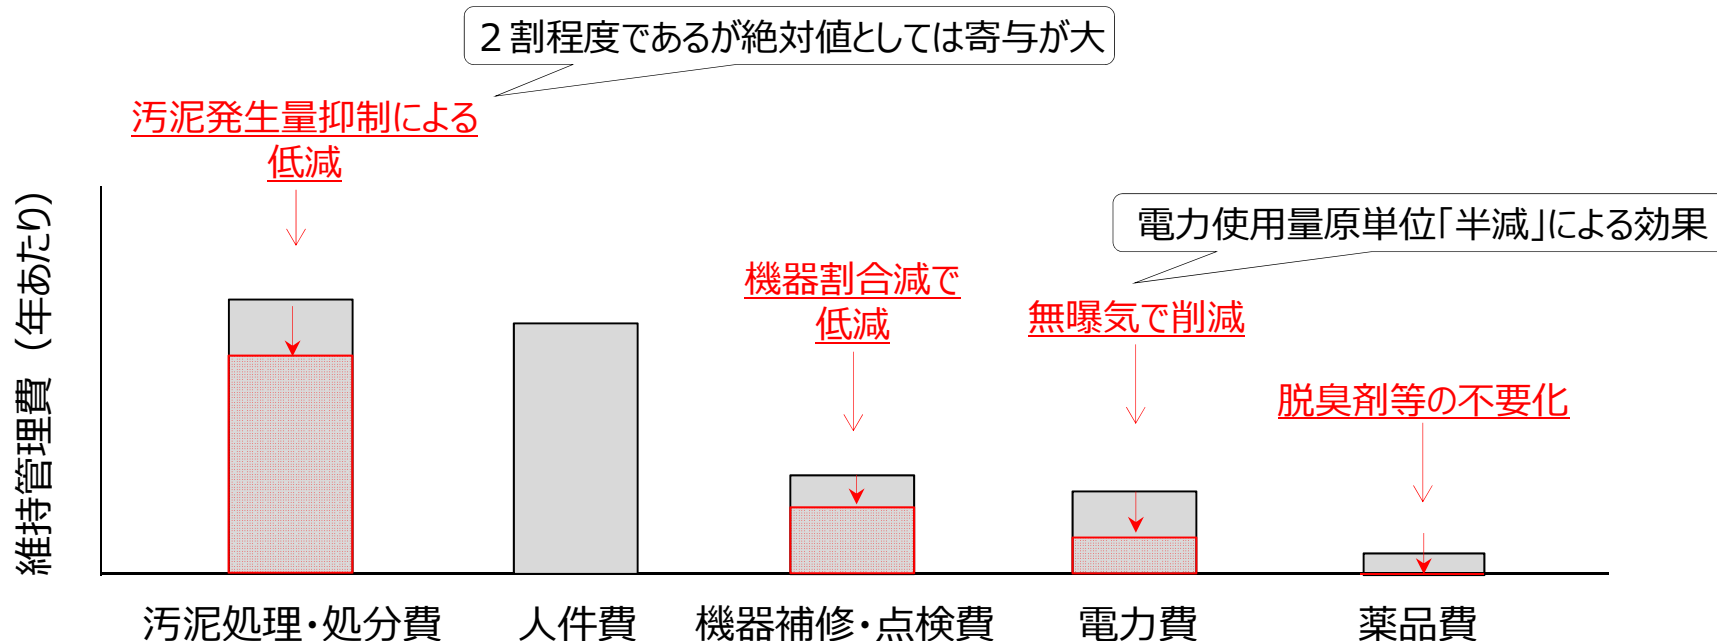 ２割程度であるが絶対値としては寄与が大
汚泥発生量抑制による
低減
電力使用量原単位「半減」による効果
機器割合減で
低減
無曝気で削減
脱臭剤等の不要化
維持管理費（年あたり）
汚泥処理・処分費
人件費
機器補修・点検費
電力費
薬品費